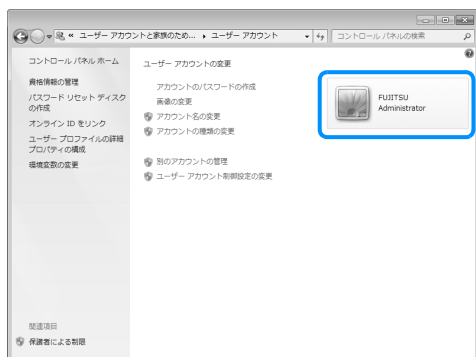 « ユーザー アカウントと家族のため... ▸ ユーザー アカウント
コントロール パネルの検索
コントロール パネル ホーム
資格情報の管理
パスワード リセット ディスク
の作成
オンライン ID をリンク
ユーザー プロファイルの詳細
プロパティの構成
環境変数の変更
ユーザー アカウントの変更
アカウントのパスワードの作成
画像の変更
アカウント名の変更
アカウントの種類の変更
別のアカウントの管理
ユーザー アカウント制御設定の変更
FUJITSU
Administrator
関連項目
保護者による制限